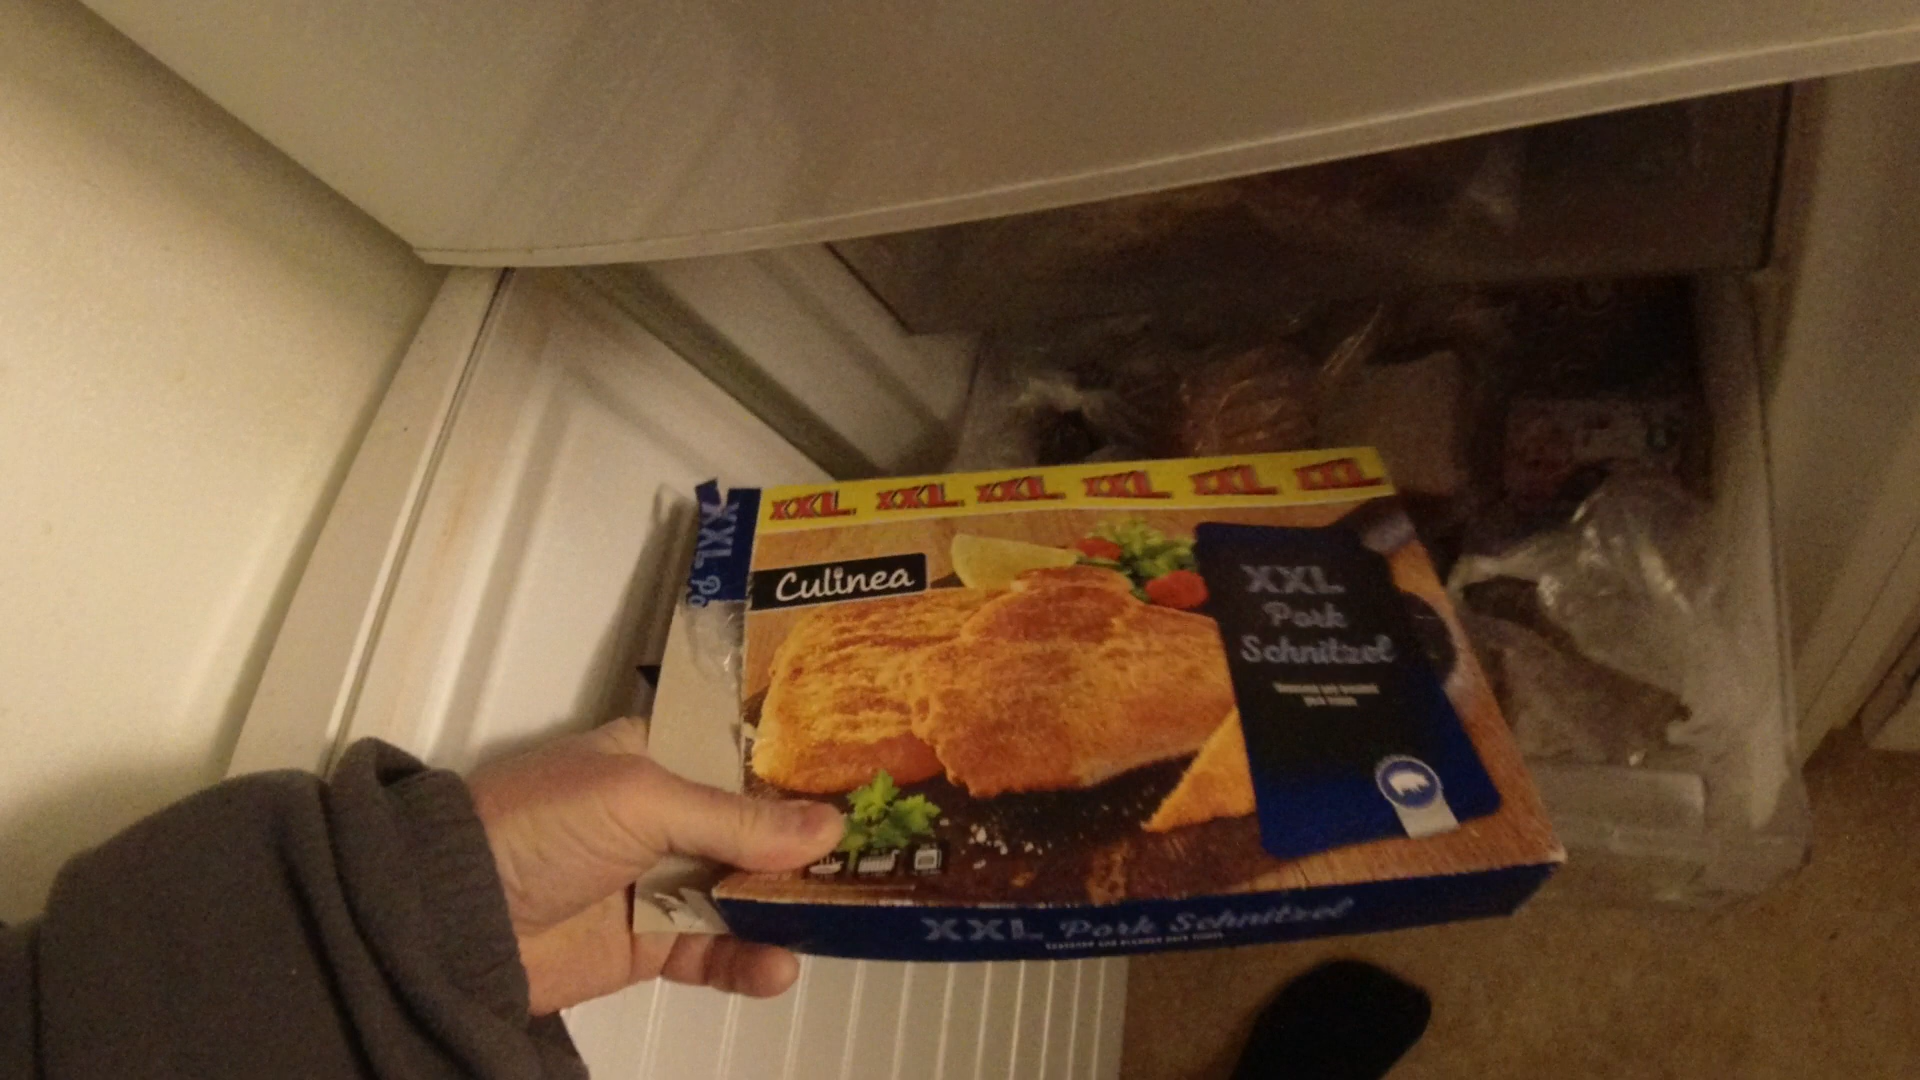 XXL XXL XXL XXL XXL XXL
XXL Po
Culinea
XXL
Pork
Schnitzel
XXL Pork Schnitzel